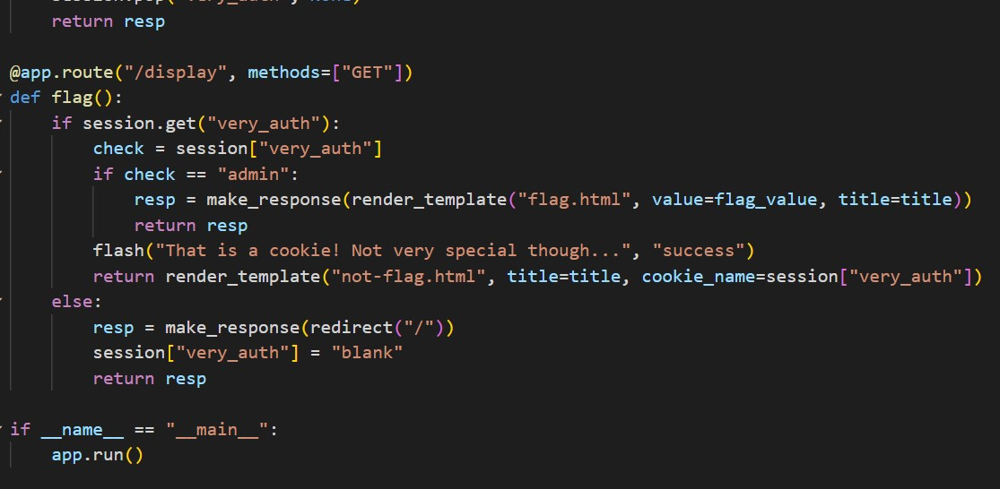 return resp
@app.route("/display", methods=["GET"])
def flag():
if session.get("very_auth"):
check = session["very_auth"]
if check == "admin":
resp = make_response(render_template("flag.html", value=flag_value, title=title))
return resp
flash("That is a cookie! Not very special though...", "success")
return render_template("not-flag.html", title=title, cookie_name=session["very_auth"])
else:
resp = make_response(redirect("/"))
session["very_auth"] = "blank"
return resp
if __name__ == "__main__":
app.run()